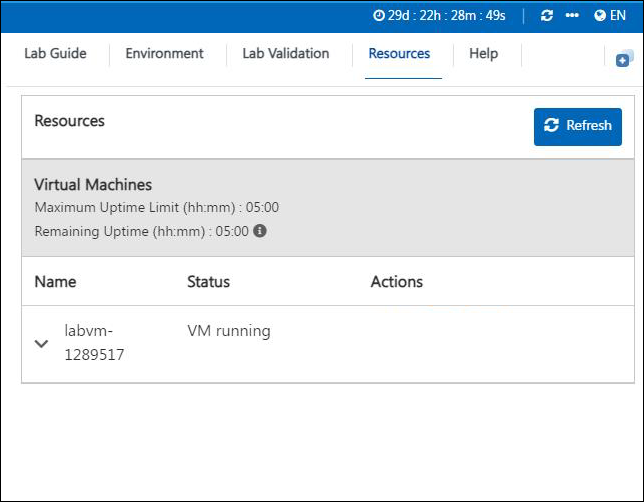 29d : 22h : 28m : 49s EN
Lab Guide Environment Lab Validation Resources Help
Resources
Refresh
Virtual Machines
Maximum Uptime Limit (hh:mm) : 05:00
Remaining Uptime (hh:mm) : 05:00
Name Status Actions
labvm-
1289517
VM running